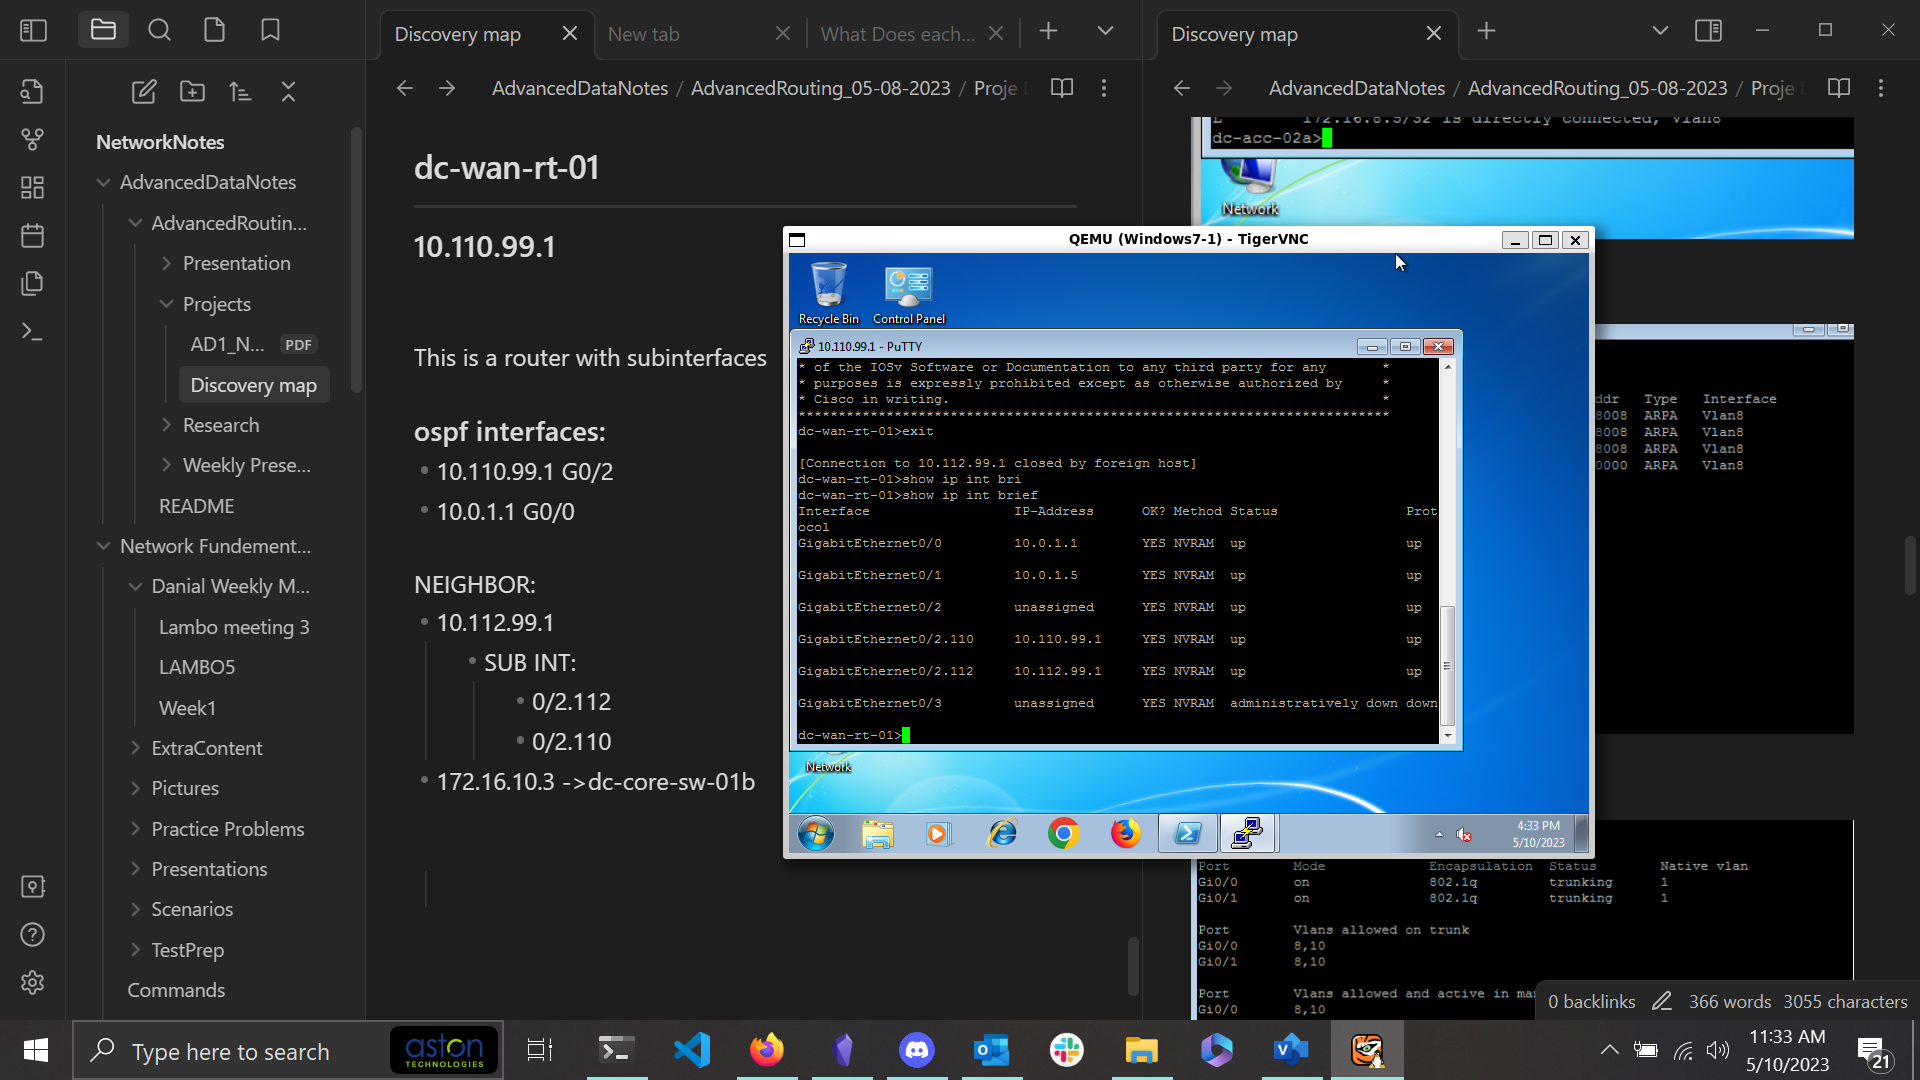 Discovery map
New tab
What Does each...
Discovery map
AdvancedDataNotes / AdvancedRouting_05-08-2023 / Proje
AdvancedDataNotes / AdvancedRouting_05-08-2023 / Proje
NetworkNotes
AdvancedDataNotes
AdvancedRoutin...
Presentation
Projects
AD1_N... PDF
Discovery map
Research
Weekly Prese...
README
Network Fundement...
Danial Weekly M...
Lambo meeting 3
LAMBO5
Week1
ExtraContent
Pictures
Practice Problems
Presentations
Scenarios
TestPrep
Commands
dc-wan-rt-01
10.110.99.1
This is a router with subinterfaces
ospf interfaces:
10.110.99.1 G0/2
10.0.1.1 G0/0
NEIGHBOR:
10.112.99.1
SUB INT:
0/2.112
0/2.110
172.16.10.3 ->dc-core-sw-01b
172.16.8.5/32 is directly connected, Vlan8
dc-acc-02a>
Network
QEMU (Windows7-1) - TigerVNC
Recycle Bin
Control Panel
10.110.99.1 - PuTTY
* of the IOSv Software or Documentation to any third party for any *
* purposes is expressly prohibited except as otherwise authorized by *
* Cisco in writing. *
**************************************************************************
dc-wan-rt-01>exit
[Connection to 10.112.99.1 closed by foreign host]
dc-wan-rt-01>show ip int bri
dc-wan-rt-01>show ip int brief
Interface IP-Address OK? Method Status Prot
ocol
GigabitEthernet0/0 10.0.1.1 YES NVRAM up up
GigabitEthernet0/1 10.0.1.5 YES NVRAM up up
GigabitEthernet0/2 unassigned YES NVRAM up up
GigabitEthernet0/2.110 10.110.99.1 YES NVRAM up up
GigabitEthernet0/2.112 10.112.99.1 YES NVRAM up up
GigabitEthernet0/3 unassigned YES NVRAM administratively down down
dc-wan-rt-01>
Network
4:33 PM
5/10/2023
ddr Type Interface
8008 ARPA Vlan8
008 ARPA Vlan8
8008 ARPA Vlan8
0000 ARPA Vlan8
Port Mode Encapsulation Status Native vlan
Gi0/0 on 802.1q trunking 1
Gi0/1 on 802.1q trunking 1
Port Vlans allowed on trunk
Gi0/0 8,10
Gi0/1 8,10
Port Vlans allowed and active in ma
Gi0/0 8,10
0 backlinks
366 words
3055 characters
Type here to search
aston
TECHNOLOGIES
11:33 AM
5/10/2023
21